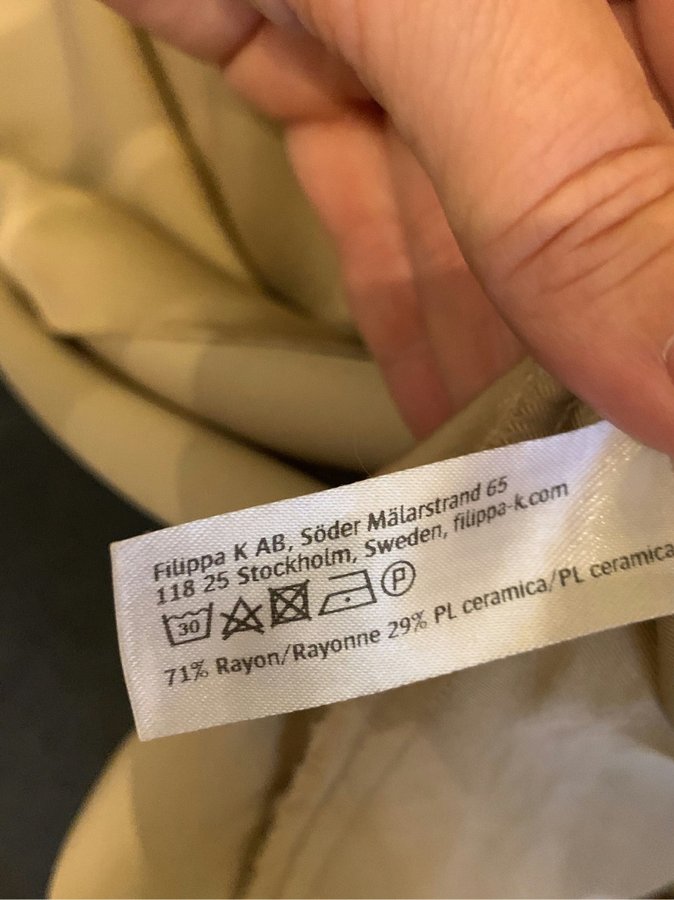 Filippa K AB, Söder Mälarstrand 65
118 25 Stockholm, Sweden, filippa-k.com
30 P
71% Rayon/Rayonne 29% PL ceramica/PL ceramica